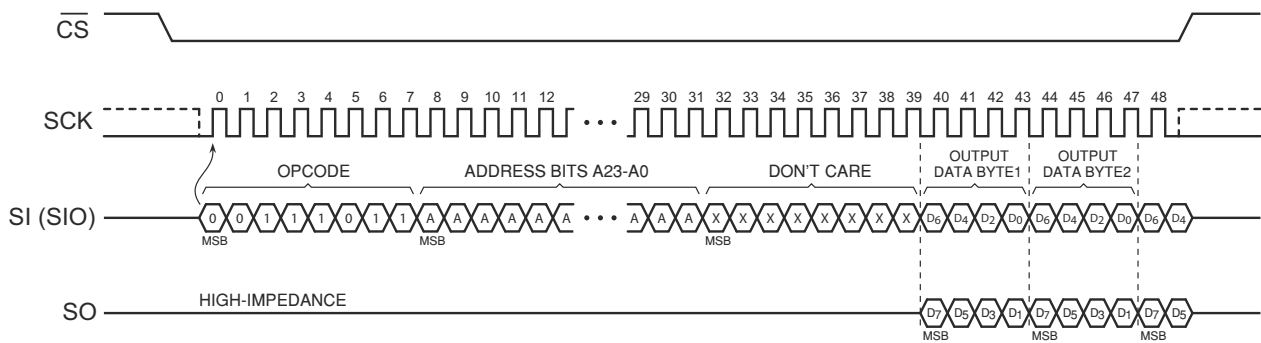 CS
SCK
0 1 2 3 4 5 6 7 8 9 10 11 12 29 30 31 32 33 34 35 36 37 38 39 40 41 42 43 44 45 46 47 48
OPCODE
ADDRESS BITS A23-A0
DON'T CARE
OUTPUT
DATA BYTE1
OUTPUT
DATA BYTE2
SI (SIO)
0 0 1 1 1 0 1 1 A A A A A A A A A X X X X X X X X D6 D4 D2 D0 D6 D4 D2 D0 D6 D4
MSB MSB MSB
HIGH-IMPEDANCE
SO
D7 D5 D3 D1 D7 D5 D3 D1 D7 D5
MSB MSB MSB